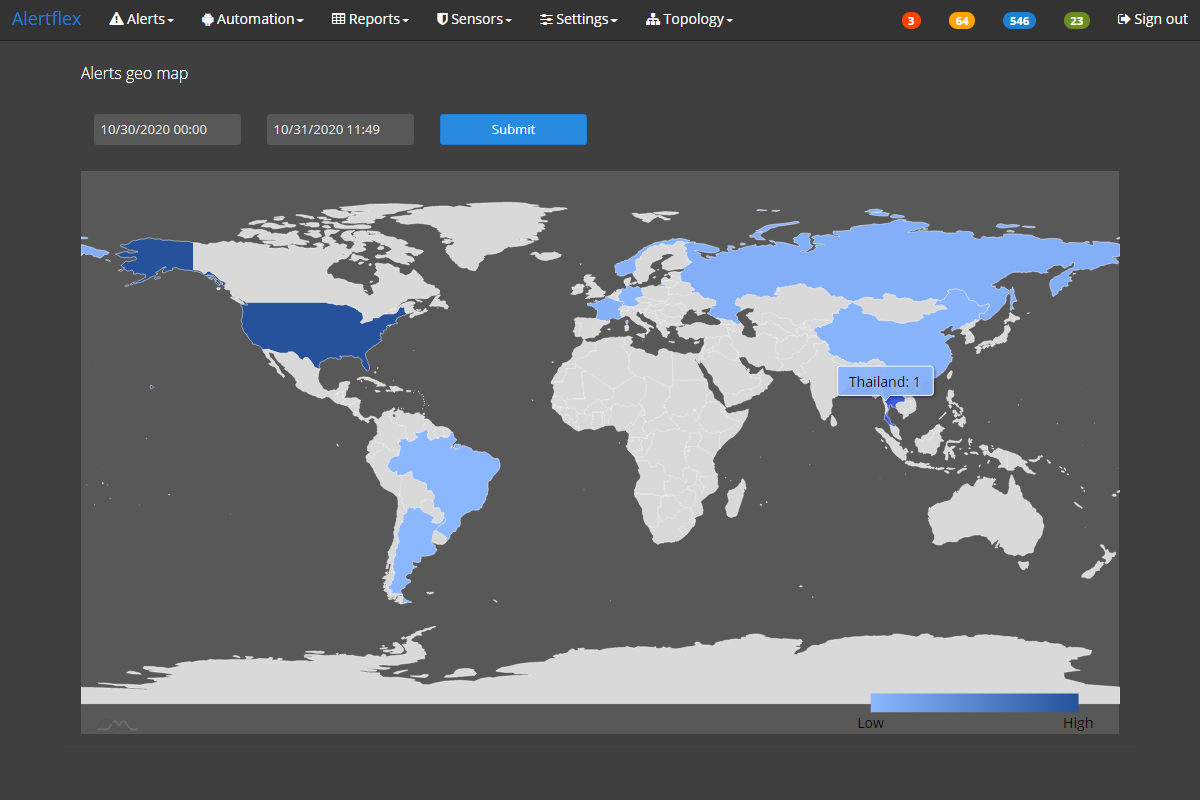 Alertflex Alerts Automation Reports Sensors Settings Topology 3 64 546 23 Sign out
Alerts geo map
10/30/2020 00:00 10/31/2020 11:49 Submit
Thailand: 1
Low High